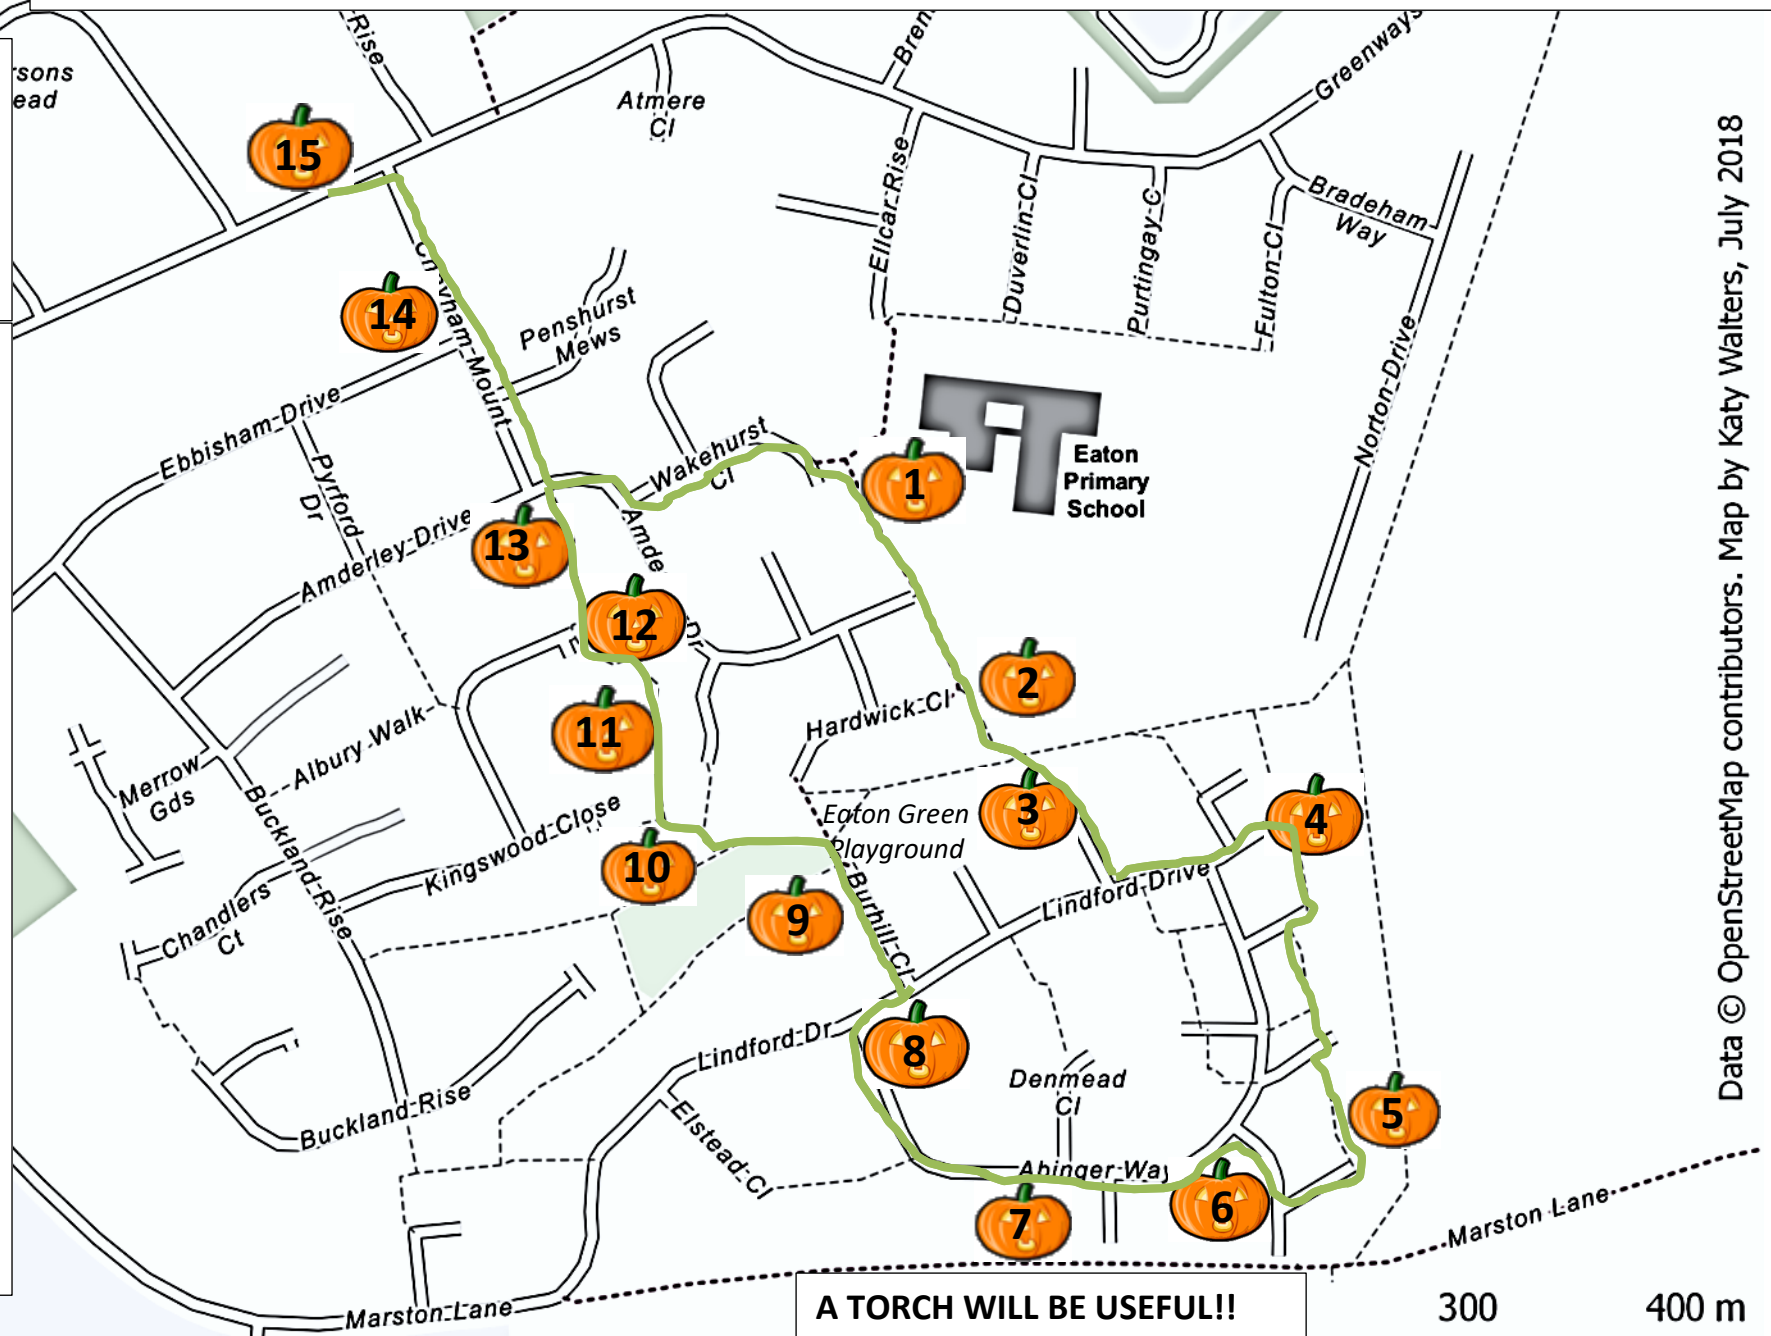 rsons
ead
Rise
Bren
Greenways
Atmere
Cl
15
Ellcar-Rise
Duverlin-Cl
Purtingay-C
Fulton-Cl
Bradeham
Way
14
Penshurst
Mews
Norton-Drive
Ebbisham-Drive
Pyrford
Dr
Wakehurst
Cl
1
Eaton
Primary
School
Amderley-Drive
13
Amde
Dr
12
2
Hardwick-Cl
11
Albury-Walk
Merrow
Gds
Buckland-Rise
Kingswood-Close
Eaton Green
Playground
3
4
10
9
Burhill-Cl
Lindford-Drive
Chandlers
Ct
8
Lindford-Dr
Denmead
Cl
5
Buckland-Rise
Elstead-Cl
Abinger-Way
6
7
Marston Lane
Marston-Lane
A TORCH WILL BE USEFUL!!
300
400 m
Data © OpenStreetMap contributors. Map by Katy Walters, July 2018